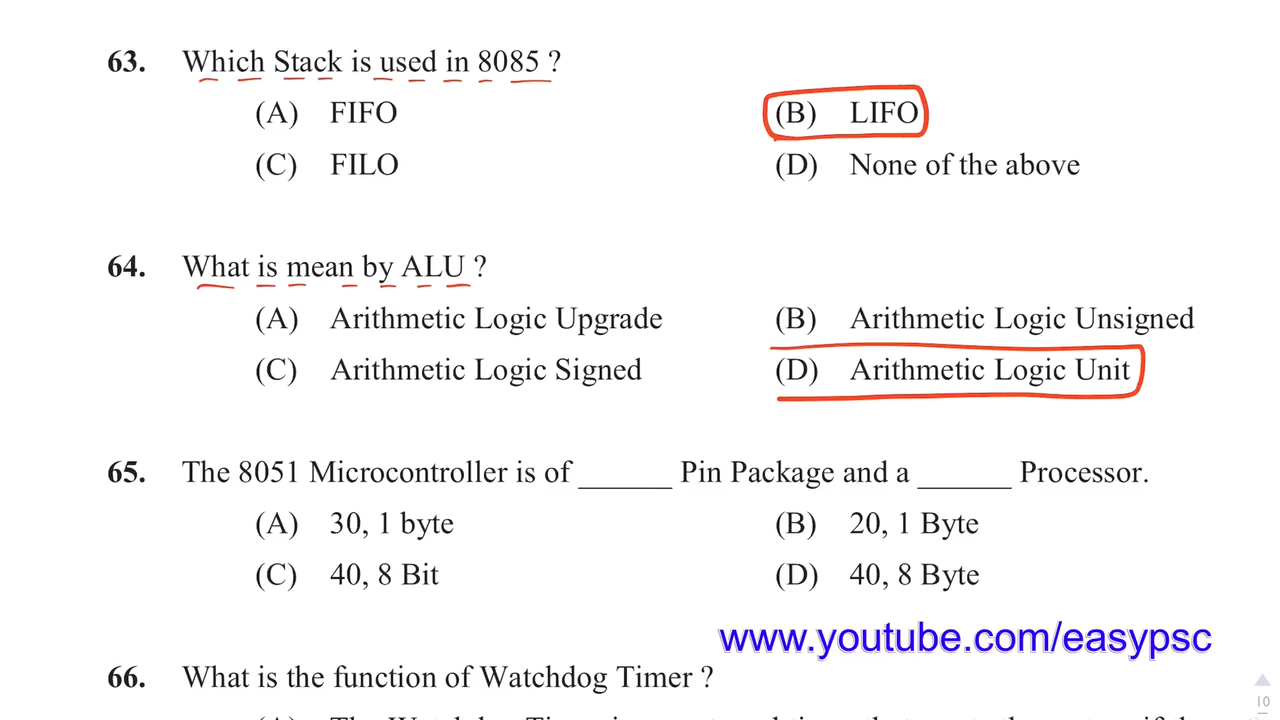 63. Which Stack is used in 8085 ?
(A) FIFO (B) LIFO
(C) FILO (D) None of the above
64. What is mean by ALU ?
(A) Arithmetic Logic Upgrade (B) Arithmetic Logic Unsigned
(C) Arithmetic Logic Signed (D) Arithmetic Logic Unit
65. The 8051 Microcontroller is of ______ Pin Package and a ______ Processor.
(A) 30, 1 byte (B) 20, 1 Byte
(C) 40, 8 Bit (D) 40, 8 Byte
www.youtube.com/easypsc
66. What is the function of Watchdog Timer ?
10